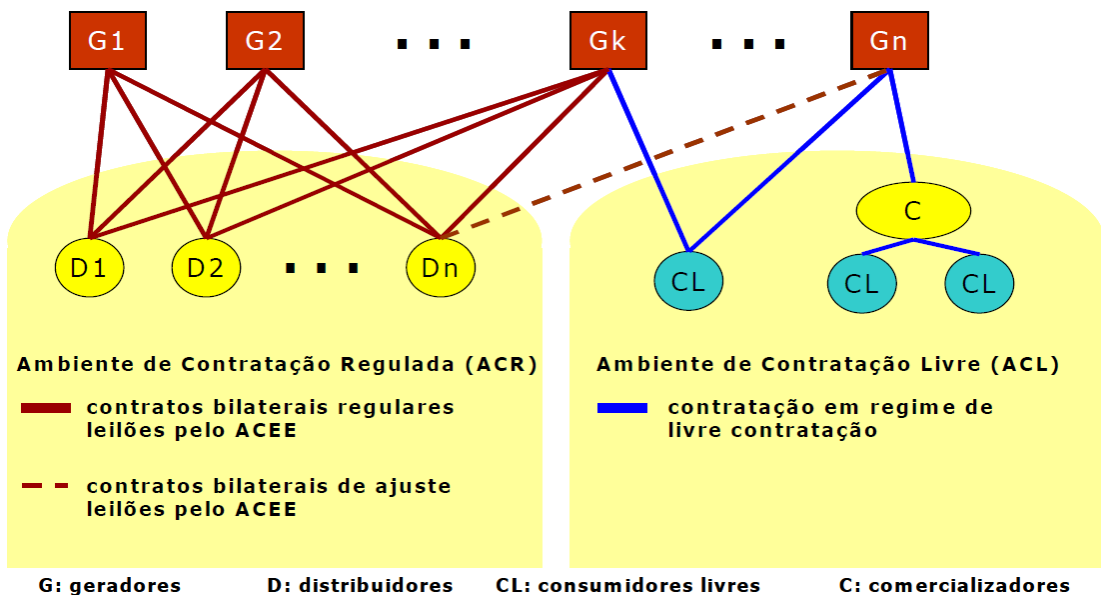 G1
G2
. . .
Gk
. . .
Gn
C
D1
D2
. . .
Dn
CL
CL
CL
Ambiente de Contratação Regulada (ACR)
contratos bilaterais regulares
leilões pelo ACEE
contratos bilaterais de ajuste
leilões pelo ACEE
Ambiente de Contratação Livre (ACL)
contratação em regime de
livre contratação
G: geradores
D: distribuidores
CL: consumidores livres
C: comercializadores